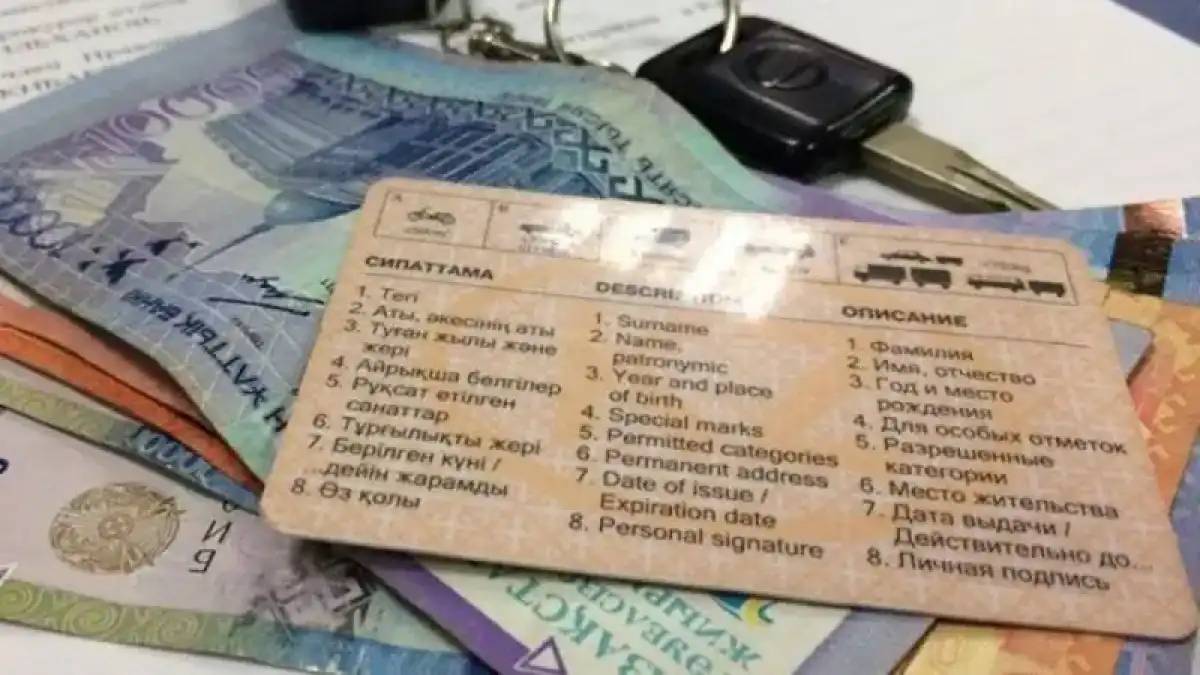 10000
10000
ҰЛТТЫҚ БАНК
A
B
СИПАТТАМА
1. Тегі
2. Аты, әкесінің аты
3. Туған жылы және
жері
4. Айрықша белгілер
5. Рұқсат етілген
санаттар
6. Тұрғылықты жері
7. Берілген күні /
...дейін жарамды
8. Өз қолы
DESCRIPTION
1. Surname
2. Name,
patronymic
3. Year and place
of birth
4. Special marks
5. Permitted categories
6. Permanent address
7. Date of issue /
Expiration date
8. Personal signature
ОПИСАНИЕ
1. Фамилия
2. Имя, отчество
3. Год и место
рождения
4. Для особых отметок
5. Разрешенные
категории
6. Место жительства
7. Дата выдачи /
Действительно до...
8. Личная подпись